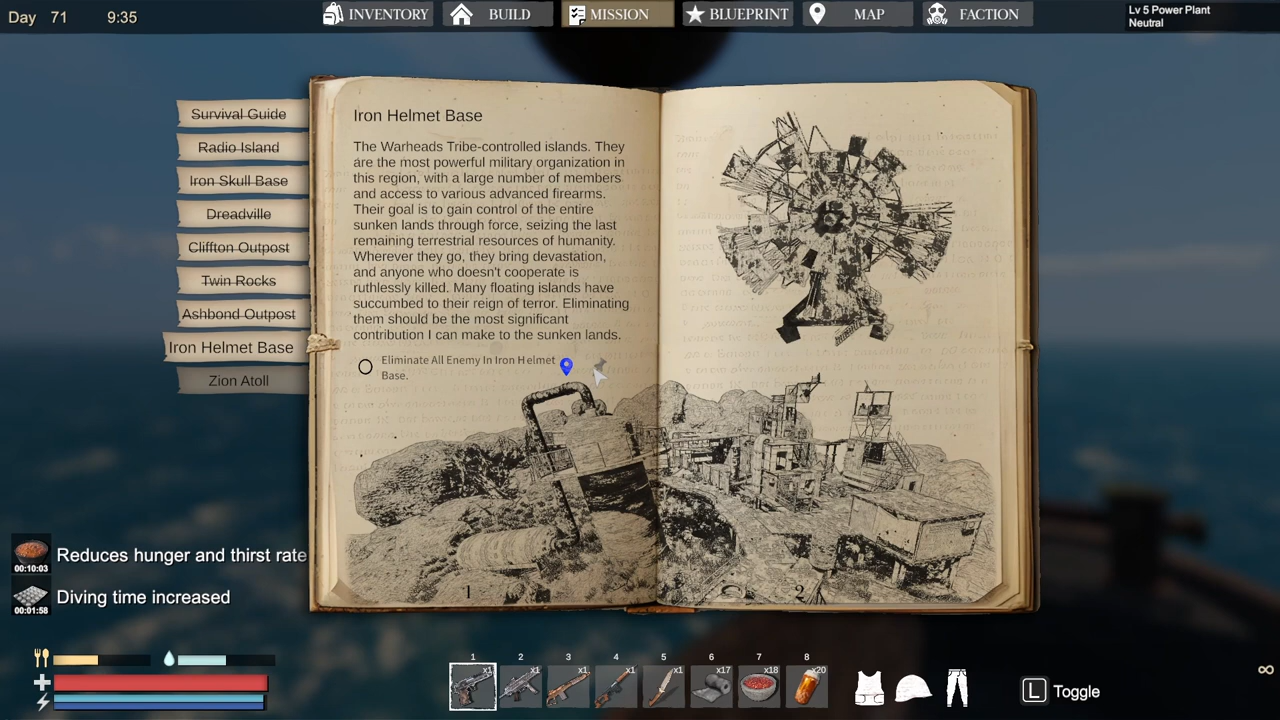 Day 71 9:35
INVENTORY
BUILD
MISSION
BLUEPRINT
MAP
FACTION
Lv 5 Power Plant
Neutral
Survival Guide
Radio Island
Iron Skull Base
Dreadville
Cliffton Outpost
Twin Rocks
Ashbond Outpost
Iron Helmet Base
Zion Atoll
Iron Helmet Base
The Warheads Tribe-controlled islands. They
are the most powerful military organization in
this region, with a large number of members
and access to various advanced firearms.
Their goal is to gain control of the entire
sunken lands through force, seizing the last
remaining terrestrial resources of humanity.
Wherever they go, they bring devastation,
and anyone who doesn't cooperate is
ruthlessly killed. Many floating islands have
succumbed to their reign of terror. Eliminating
them should be the most significant
contribution I can make to the sunken lands.
Eliminate All Enemy In Iron Helmet
Base.
1
2
00:10:03
Reduces hunger and thirst rate
00:01:58
Diving time increased
1 2 3 4 5 6 7 8
x1 x1 x1 x1 x1 x17 x18 x20
L Toggle
∞